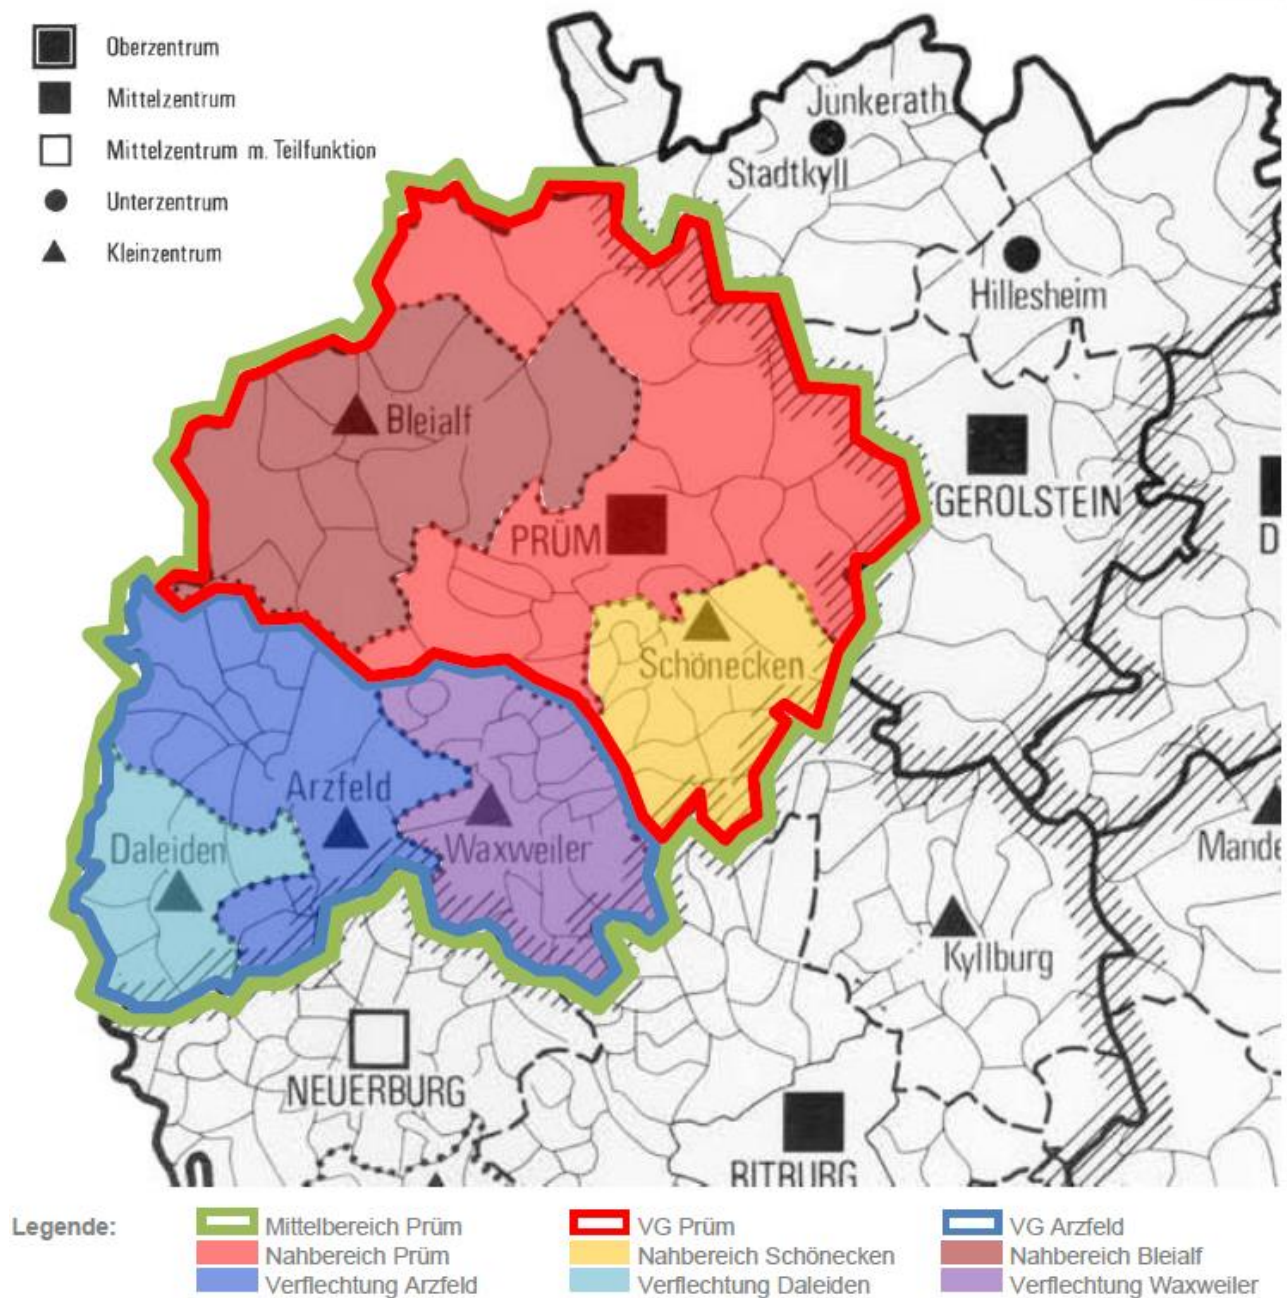 Oberzentrum
Mittelzentrum
Mittelzentrum m. Teilfunktion
Unterzentrum
Kleinzentrum
Jünkerath
Stadtkyll
Hillesheim
Bleialf
GEROLSTEIN
PRÜM
D
Schönecken
Arzfeld
Daleiden
Waxweiler
Mande
Kyllburg
NEUERBURG
BITBURG
Legende:
Mittelbereich Prüm
VG Prüm
VG Arzfeld
Nahbereich Prüm
Nahbereich Schönecken
Nahbereich Bleialf
Verflechtung Arzfeld
Verflechtung Daleiden
Verflechtung Waxweiler